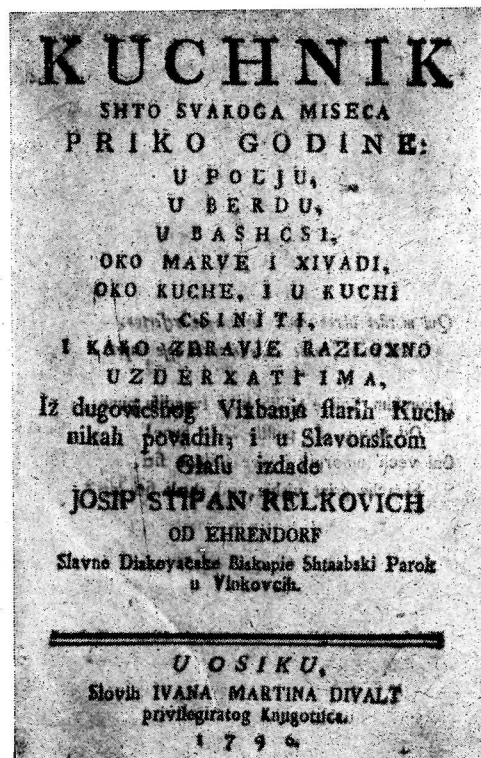 KUCHNIK
SHTO SVAKOGA MISECA
PRIKO GODINE:
U POLJU,
U BERDU,
U BASHCSI,
OKO MARVE I XIVADI,
OKO KUCHE, I U KUCHI
CSINITI,
I KAKO ZDRAVJE RAZLOXNO
UZDERXATI IMA,
Iz dugovicsnog Vixbanja ſtarih Kuch-
nikah povadih; i u Slavonskom
Glaſu izdade
JOSIP STIPAN RELKOVICH
OD EHRENDORF
Slavne Diakovacske Biskupie Shtaabski Parok
u Vinkovcih.
U OSIKU,
Slovih IVANA MARTINA DIVALT
privilegiratog Knjigotisca.
1796.